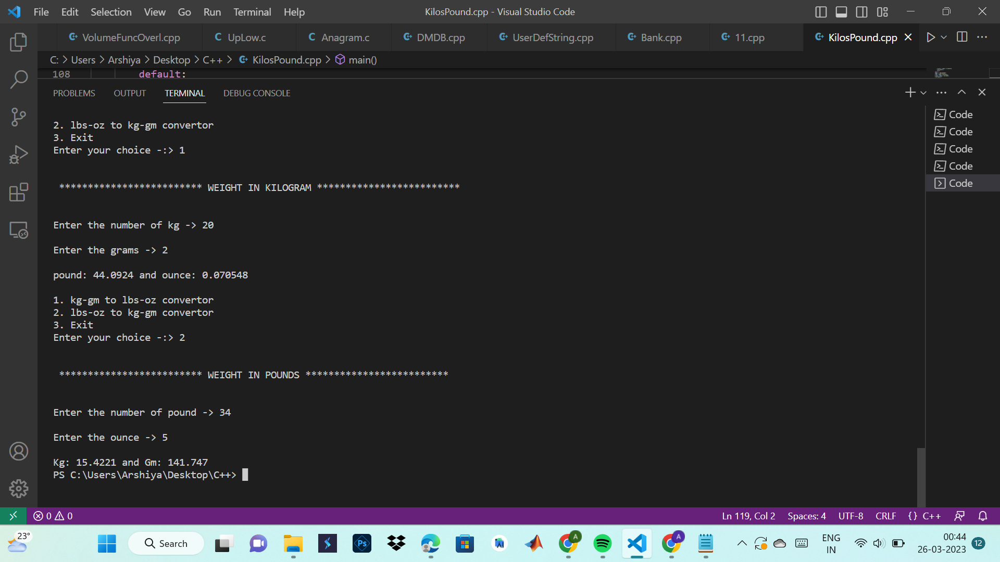 File Edit Selection View Go Run Terminal Help KilosPound.cpp - Visual Studio Code
VolumeFuncOverl.cpp C UpLow.c C Anagram.c DMDB.cpp UserDefString.cpp Bank.cpp 11.cpp KilosPound.cpp
C: > Users > Arshiya > Desktop > C++ > KilosPound.cpp > main()
108 default:
PROBLEMS OUTPUT TERMINAL DEBUG CONSOLE
2. lbs-oz to kg-gm convertor
3. Exit
Enter your choice -:> 1
************************* WEIGHT IN KILOGRAM *************************
Enter the number of kg -> 20
Enter the grams -> 2
pound: 44.0924 and ounce: 0.070548
1. kg-gm to lbs-oz convertor
2. lbs-oz to kg-gm convertor
3. Exit
Enter your choice -:> 2
************************* WEIGHT IN POUNDS *************************
Enter the number of pound -> 34
Enter the ounce -> 5
Kg: 15.4221 and Gm: 141.747
PS C:\Users\Arshiya\Desktop\C++>
Code
Code
Code
Code
Code
0 0 Ln 119, Col 2 Spaces: 4 UTF-8 CRLF {} C++
23° Search Ps A A ENG IN 00:44 26-03-2023 12